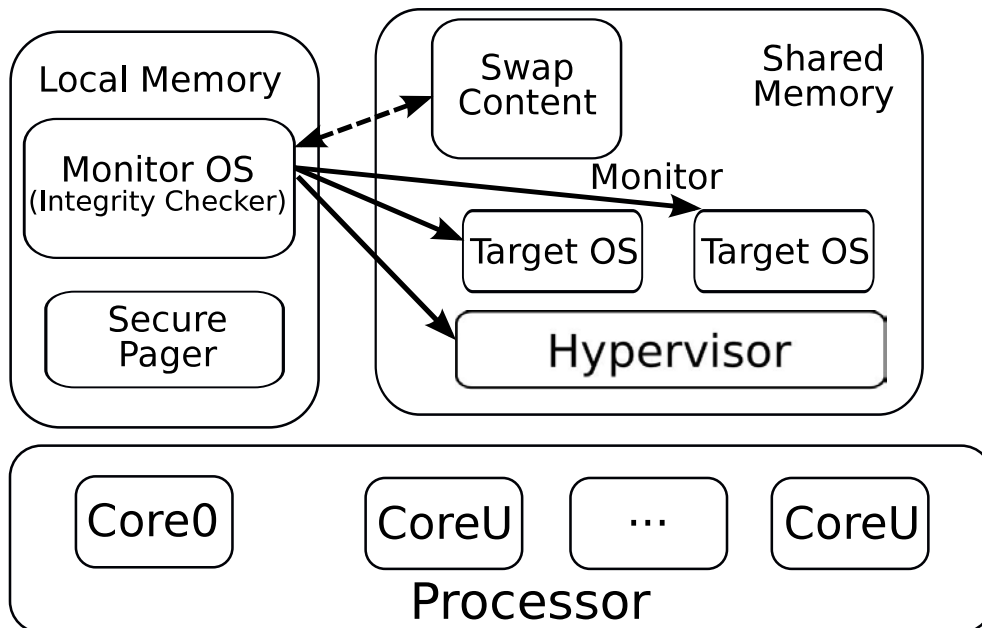 Local Memory
Monitor OS
(Integrity Checker)
Secure
Pager
Swap
Content
Shared
Memory
Monitor
Target OS
Target OS
Hypervisor
Core0
CoreU
...
CoreU
Processor